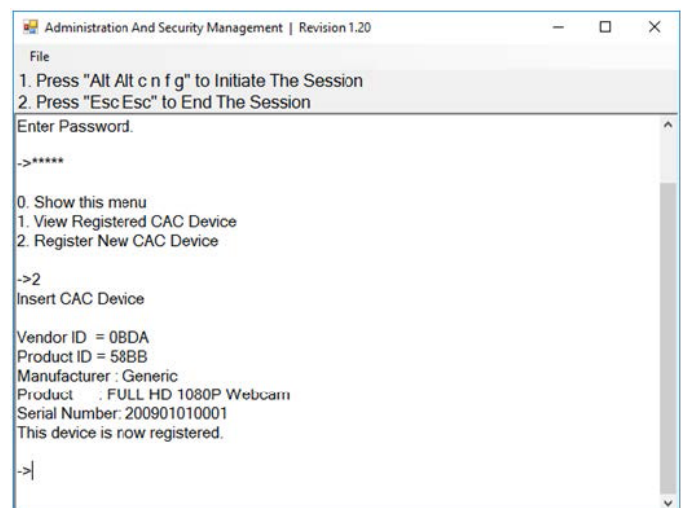 Administration And Security Management | Revision 1.20
File
1. Press "Alt Alt c n f g" to Initiate The Session
2. Press "Esc Esc" to End The Session
Enter Password.
->*****
0. Show this menu
1. View Registered CAC Device
2. Register New CAC Device
->2
Insert CAC Device
Vendor ID = 0BDA
Product ID = 58BB
Manufacturer : Generic
Product : FULL HD 1080P Webcam
Serial Number: 200901010001
This device is now registered.
->